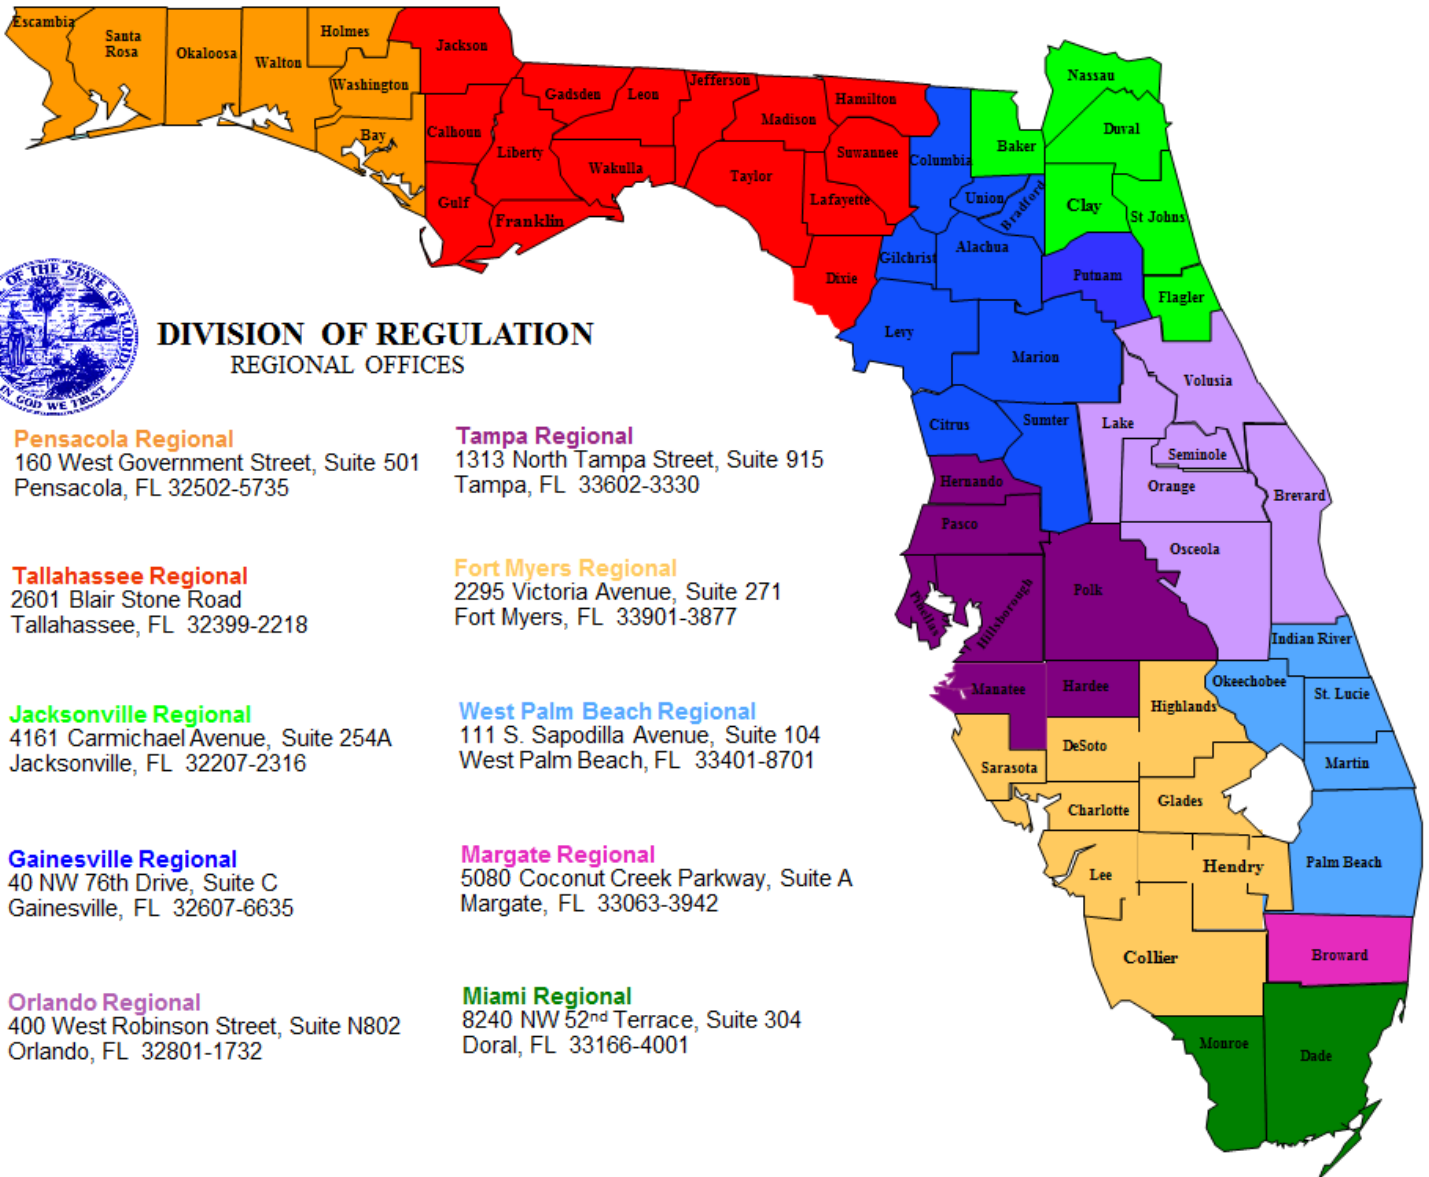 Escambia
Santa
Rosa
Okaloosa
Walton
Holmes
Washington
Bay
Jackson
Calhoun
Gulf
Liberty
Gadsden
Franklin
Leon
Wakulla
Jefferson
Madison
Taylor
Hamilton
Suwannee
Lafayette
Dixie
Columbia
Baker
Nassau
Duval
Union
Bradford
Clay
St Johns
Gilchrist
Alachua
Putnam
Flagler
Levy
Marion
Volusia
Citrus
Sumter
Lake
Seminole
Orange
Brevard
Hernando
Pasco
Osceola
Pinellas
Hillsborough
Polk
Indian River
Manatee
Hardee
Highlands
Okeechobee
St. Lucie
DeSoto
Sarasota
Martin
Charlotte
Glades
Lee
Hendry
Palm Beach
Collier
Broward
Monroe
Dade
OF THE STATE OF FLORIDA
IN GOD WE TRUST
DIVISION OF REGULATION
REGIONAL OFFICES
Pensacola Regional
160 West Government Street, Suite 501
Pensacola, FL 32502-5735
Tallahassee Regional
2601 Blair Stone Road
Tallahassee, FL 32399-2218
Jacksonville Regional
4161 Carmichael Avenue, Suite 254A
Jacksonville, FL 32207-2316
Gainesville Regional
40 NW 76th Drive, Suite C
Gainesville, FL 32607-6635
Orlando Regional
400 West Robinson Street, Suite N802
Orlando, FL 32801-1732
Tampa Regional
1313 North Tampa Street, Suite 915
Tampa, FL 33602-3330
Fort Myers Regional
2295 Victoria Avenue, Suite 271
Fort Myers, FL 33901-3877
West Palm Beach Regional
111 S. Sapodilla Avenue, Suite 104
West Palm Beach, FL 33401-8701
Margate Regional
5080 Coconut Creek Parkway, Suite A
Margate, FL 33063-3942
Miami Regional
8240 NW 52nd Terrace, Suite 304
Doral, FL 33166-4001